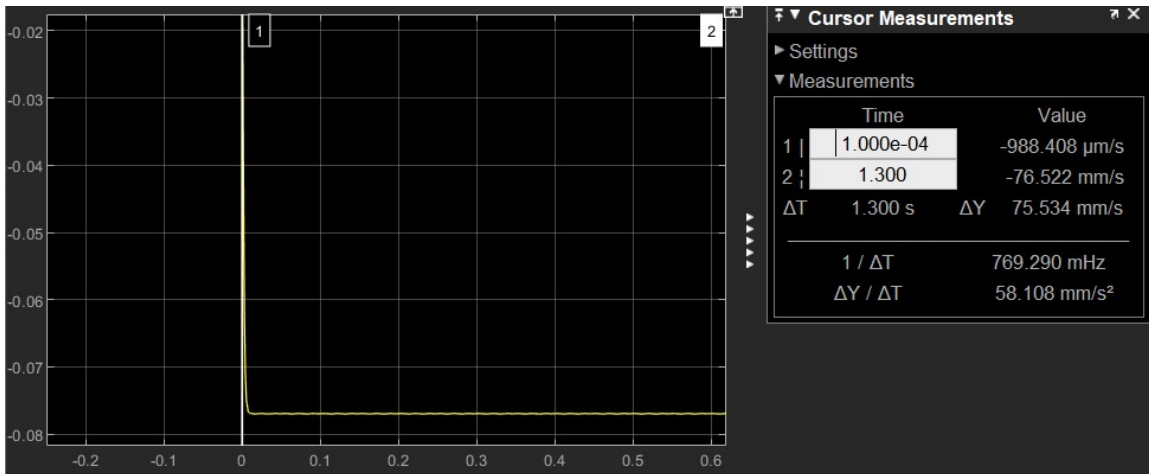 -0.02
-0.03
-0.04
-0.05
-0.06
-0.07
-0.08
-0.2 -0.1 0 0.1 0.2 0.3 0.4 0.5 0.6
1
2
Cursor Measurements
Settings
Measurements
Time Value
1 | 1.000e-04 -988.408 µm/s
2 ¦ 1.300 -76.522 mm/s
ΔT 1.300 s ΔY 75.534 mm/s
1 / ΔT 769.290 mHz
ΔY / ΔT 58.108 mm/s²